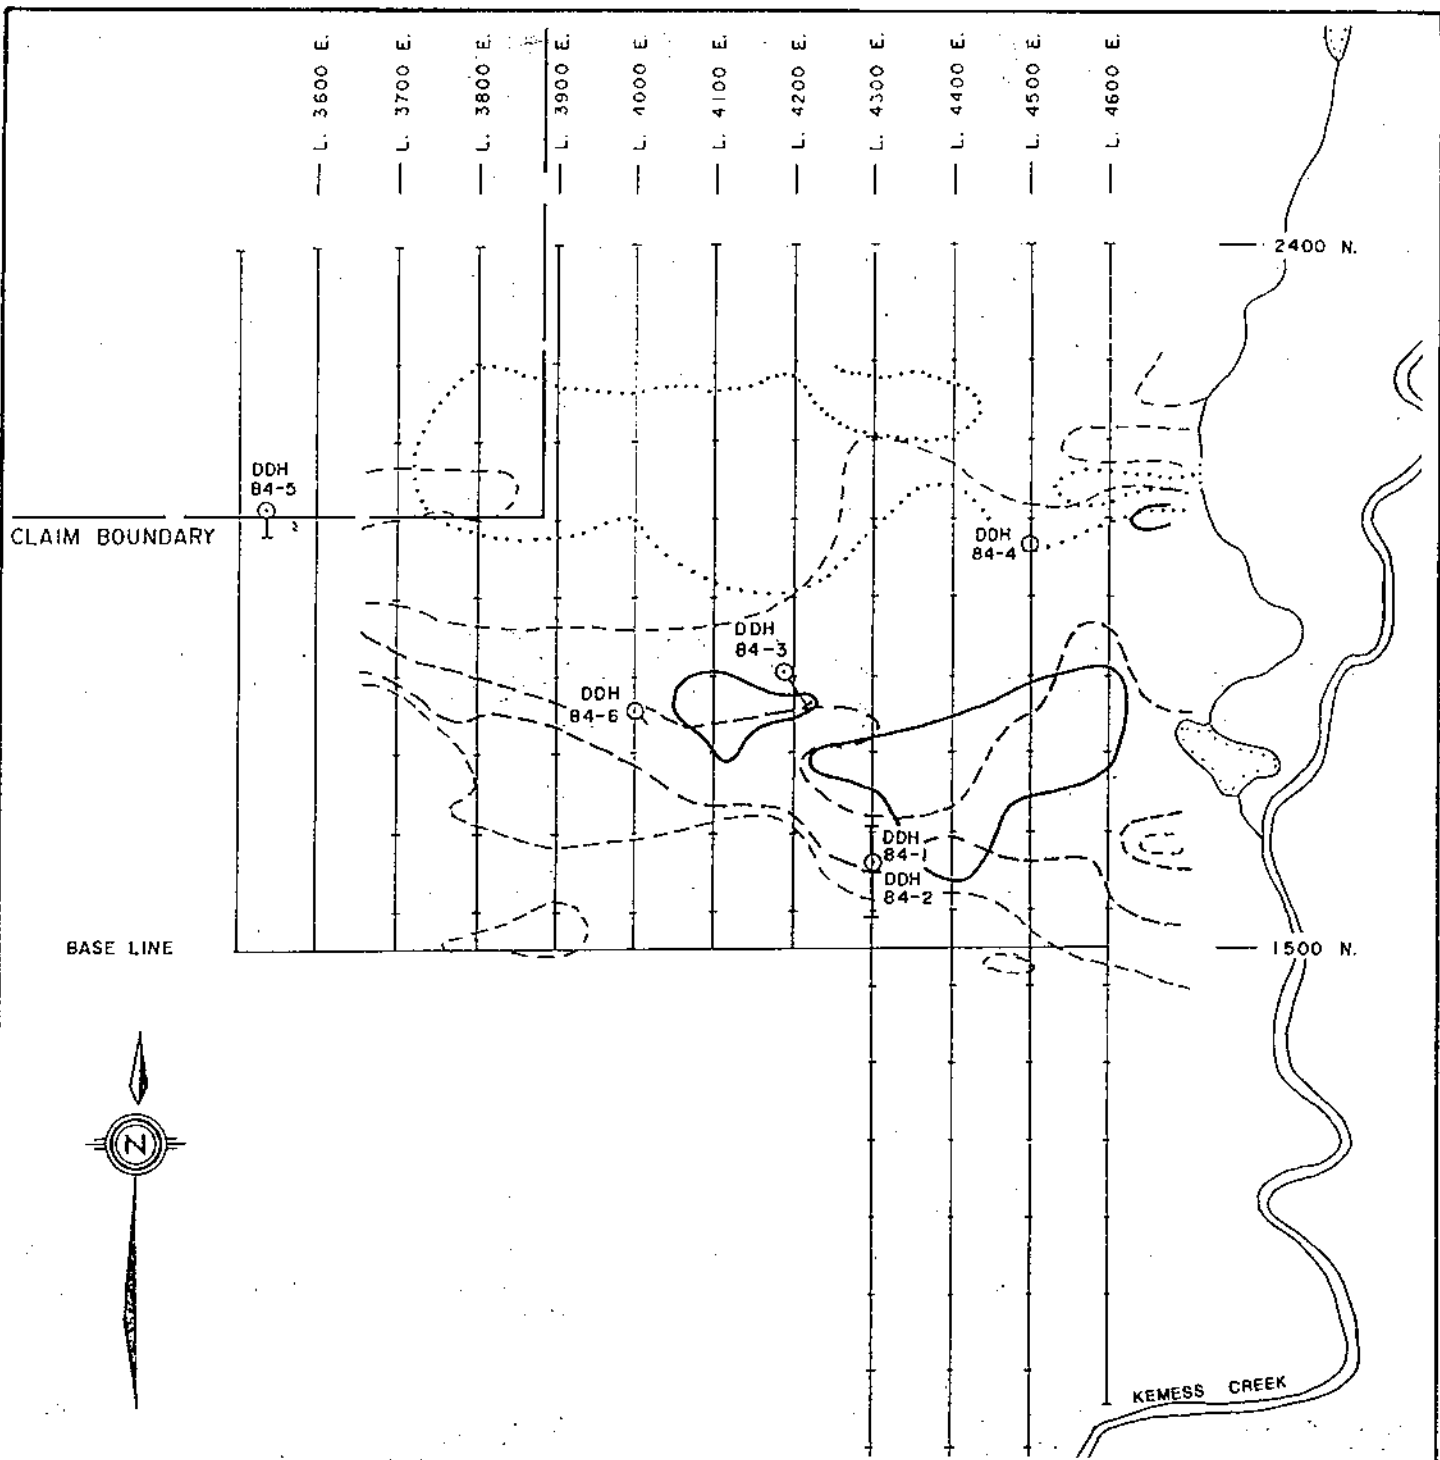 L. 3600 E.
L. 3700 E.
L. 3800 E.
L. 3900 E.
L. 4000 E.
L. 4100 E.
L. 4200 E.
L. 4300 E.
L. 4400 E.
L. 4500 E.
L. 4600 E.
2400 N.
DDH
84-5
CLAIM BOUNDARY
DDH
84-4
DDH
84-3
DDH
84-6
DDH
84-1
DDH
84-2
BASE LINE
1500 N.
N
KEMESS CREEK